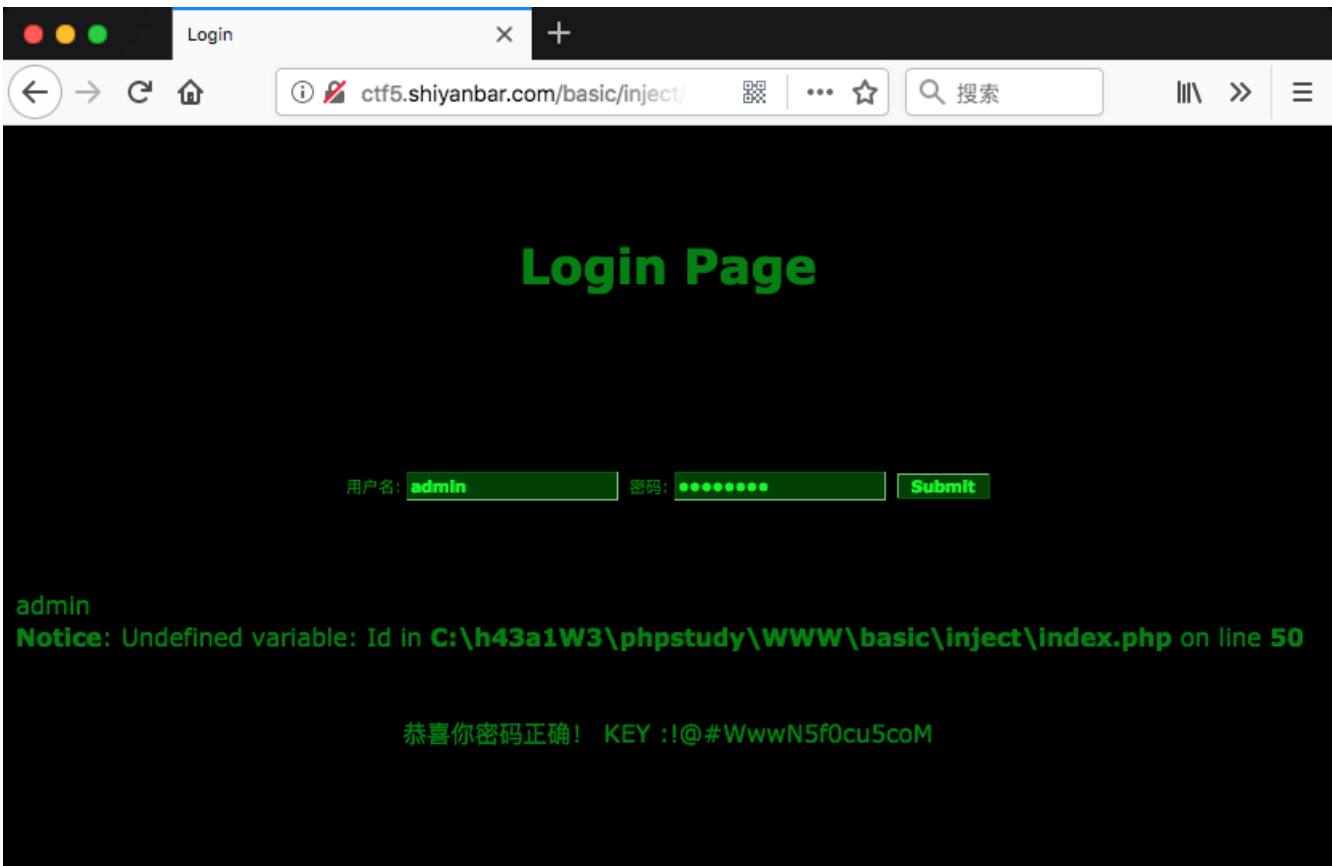 Login
ctf5.shiyanbar.com/basic/inject/
搜索
Login Page
用户名: admin 密码: •••••••• Submit
admin
Notice: Undefined variable: Id in C:\h43a1W3\phpstudy\WWW\basic\inject\index.php on line 50
恭喜你密码正确! KEY :!@#WwwN5f0cu5coM